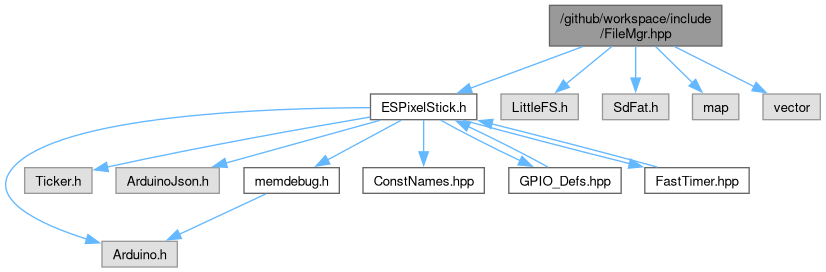 /github/workspace/include
/FileMgr.hpp
ESPixelStick.h
LittleFS.h
SdFat.h
map
vector
Ticker.h
ArduinoJson.h
memdebug.h
ConstNames.hpp
GPIO_Defs.hpp
FastTimer.hpp
Arduino.h